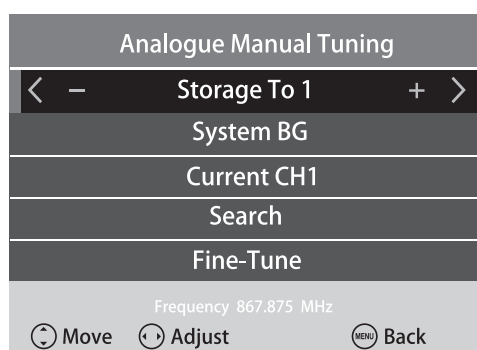 Analogue Manual Tuning
< – Storage To 1 + >
System BG
Current CH1
Search
Fine-Tune
Frequency 867.875 MHz
Move Adjust MENU Back